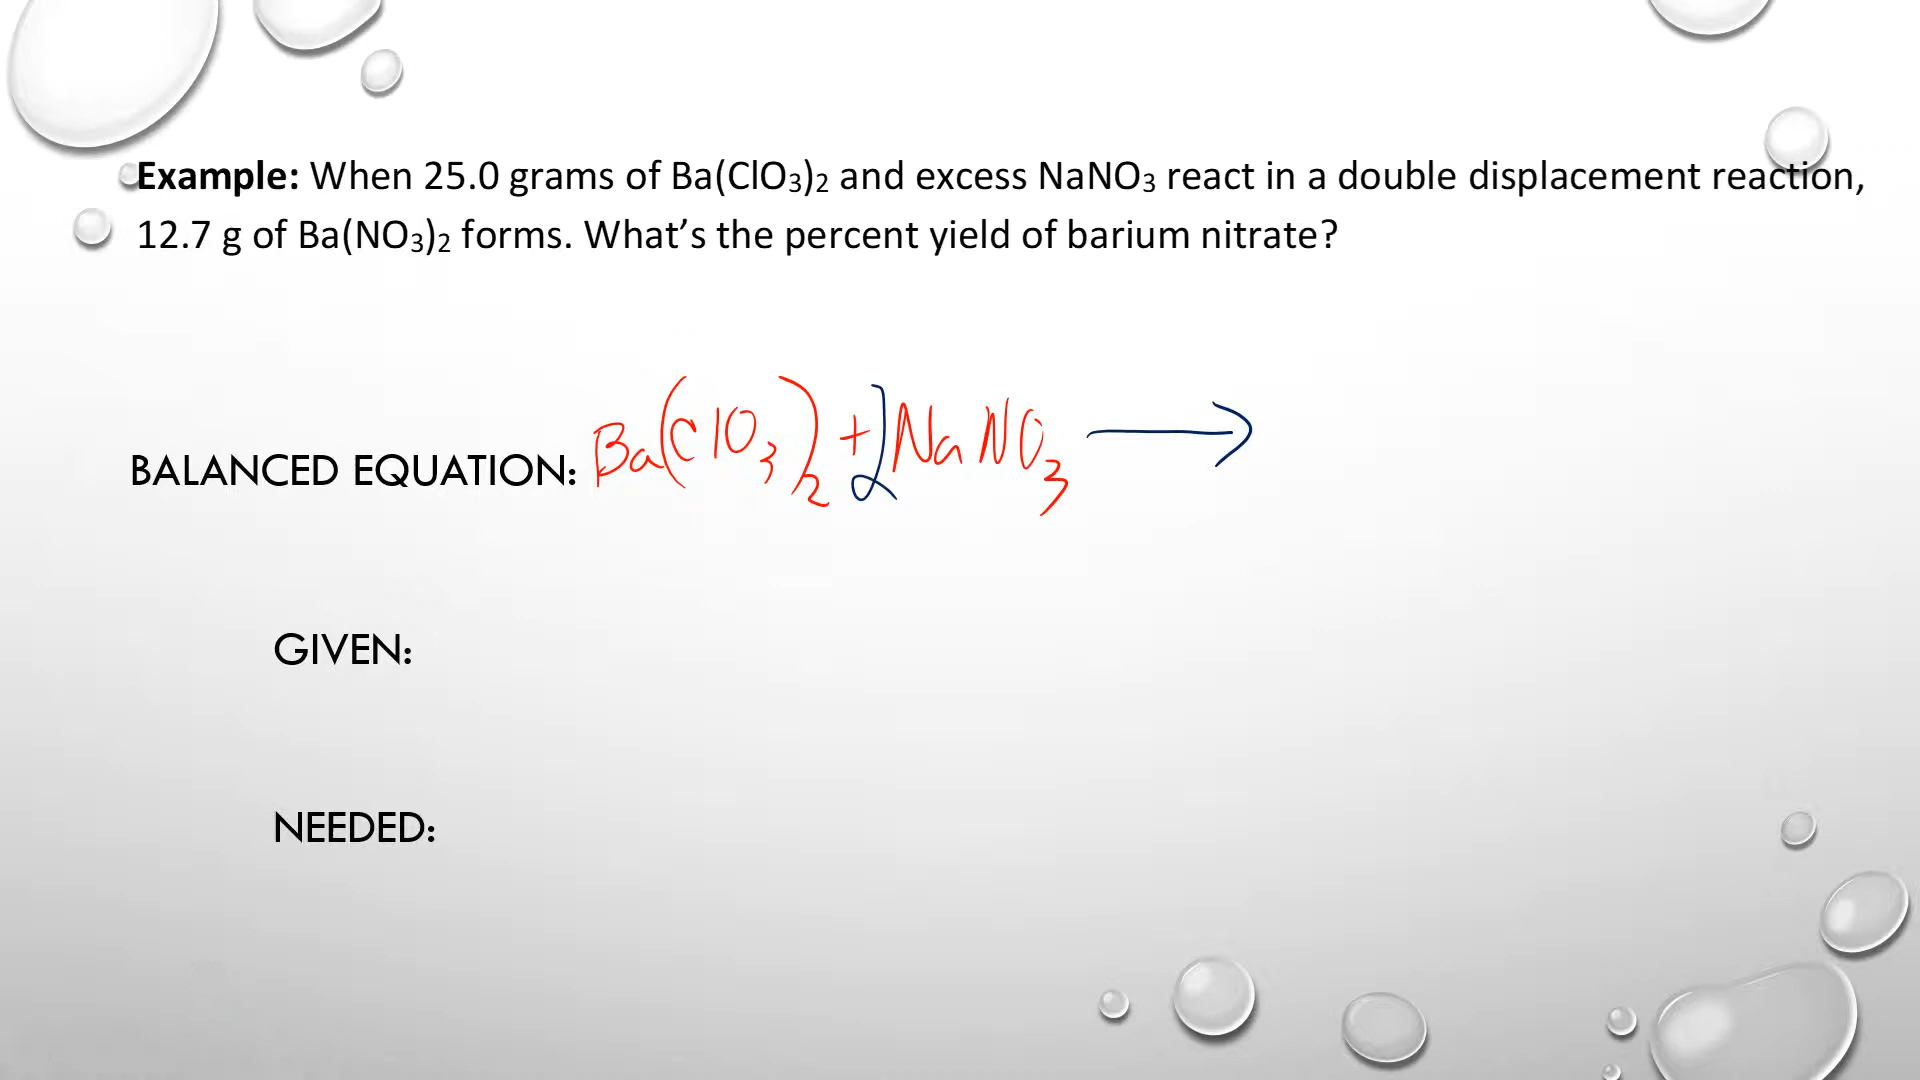 Example: When 25.0 grams of Ba(ClO₃)₂ and excess NaNO₃ react in a double displacement reaction,
12.7 g of Ba(NO₃)₂ forms. What’s the percent yield of barium nitrate?
BALANCED EQUATION: Ba(ClO₃)₂ + 2NaNO₃ ⟶
GIVEN:
NEEDED: